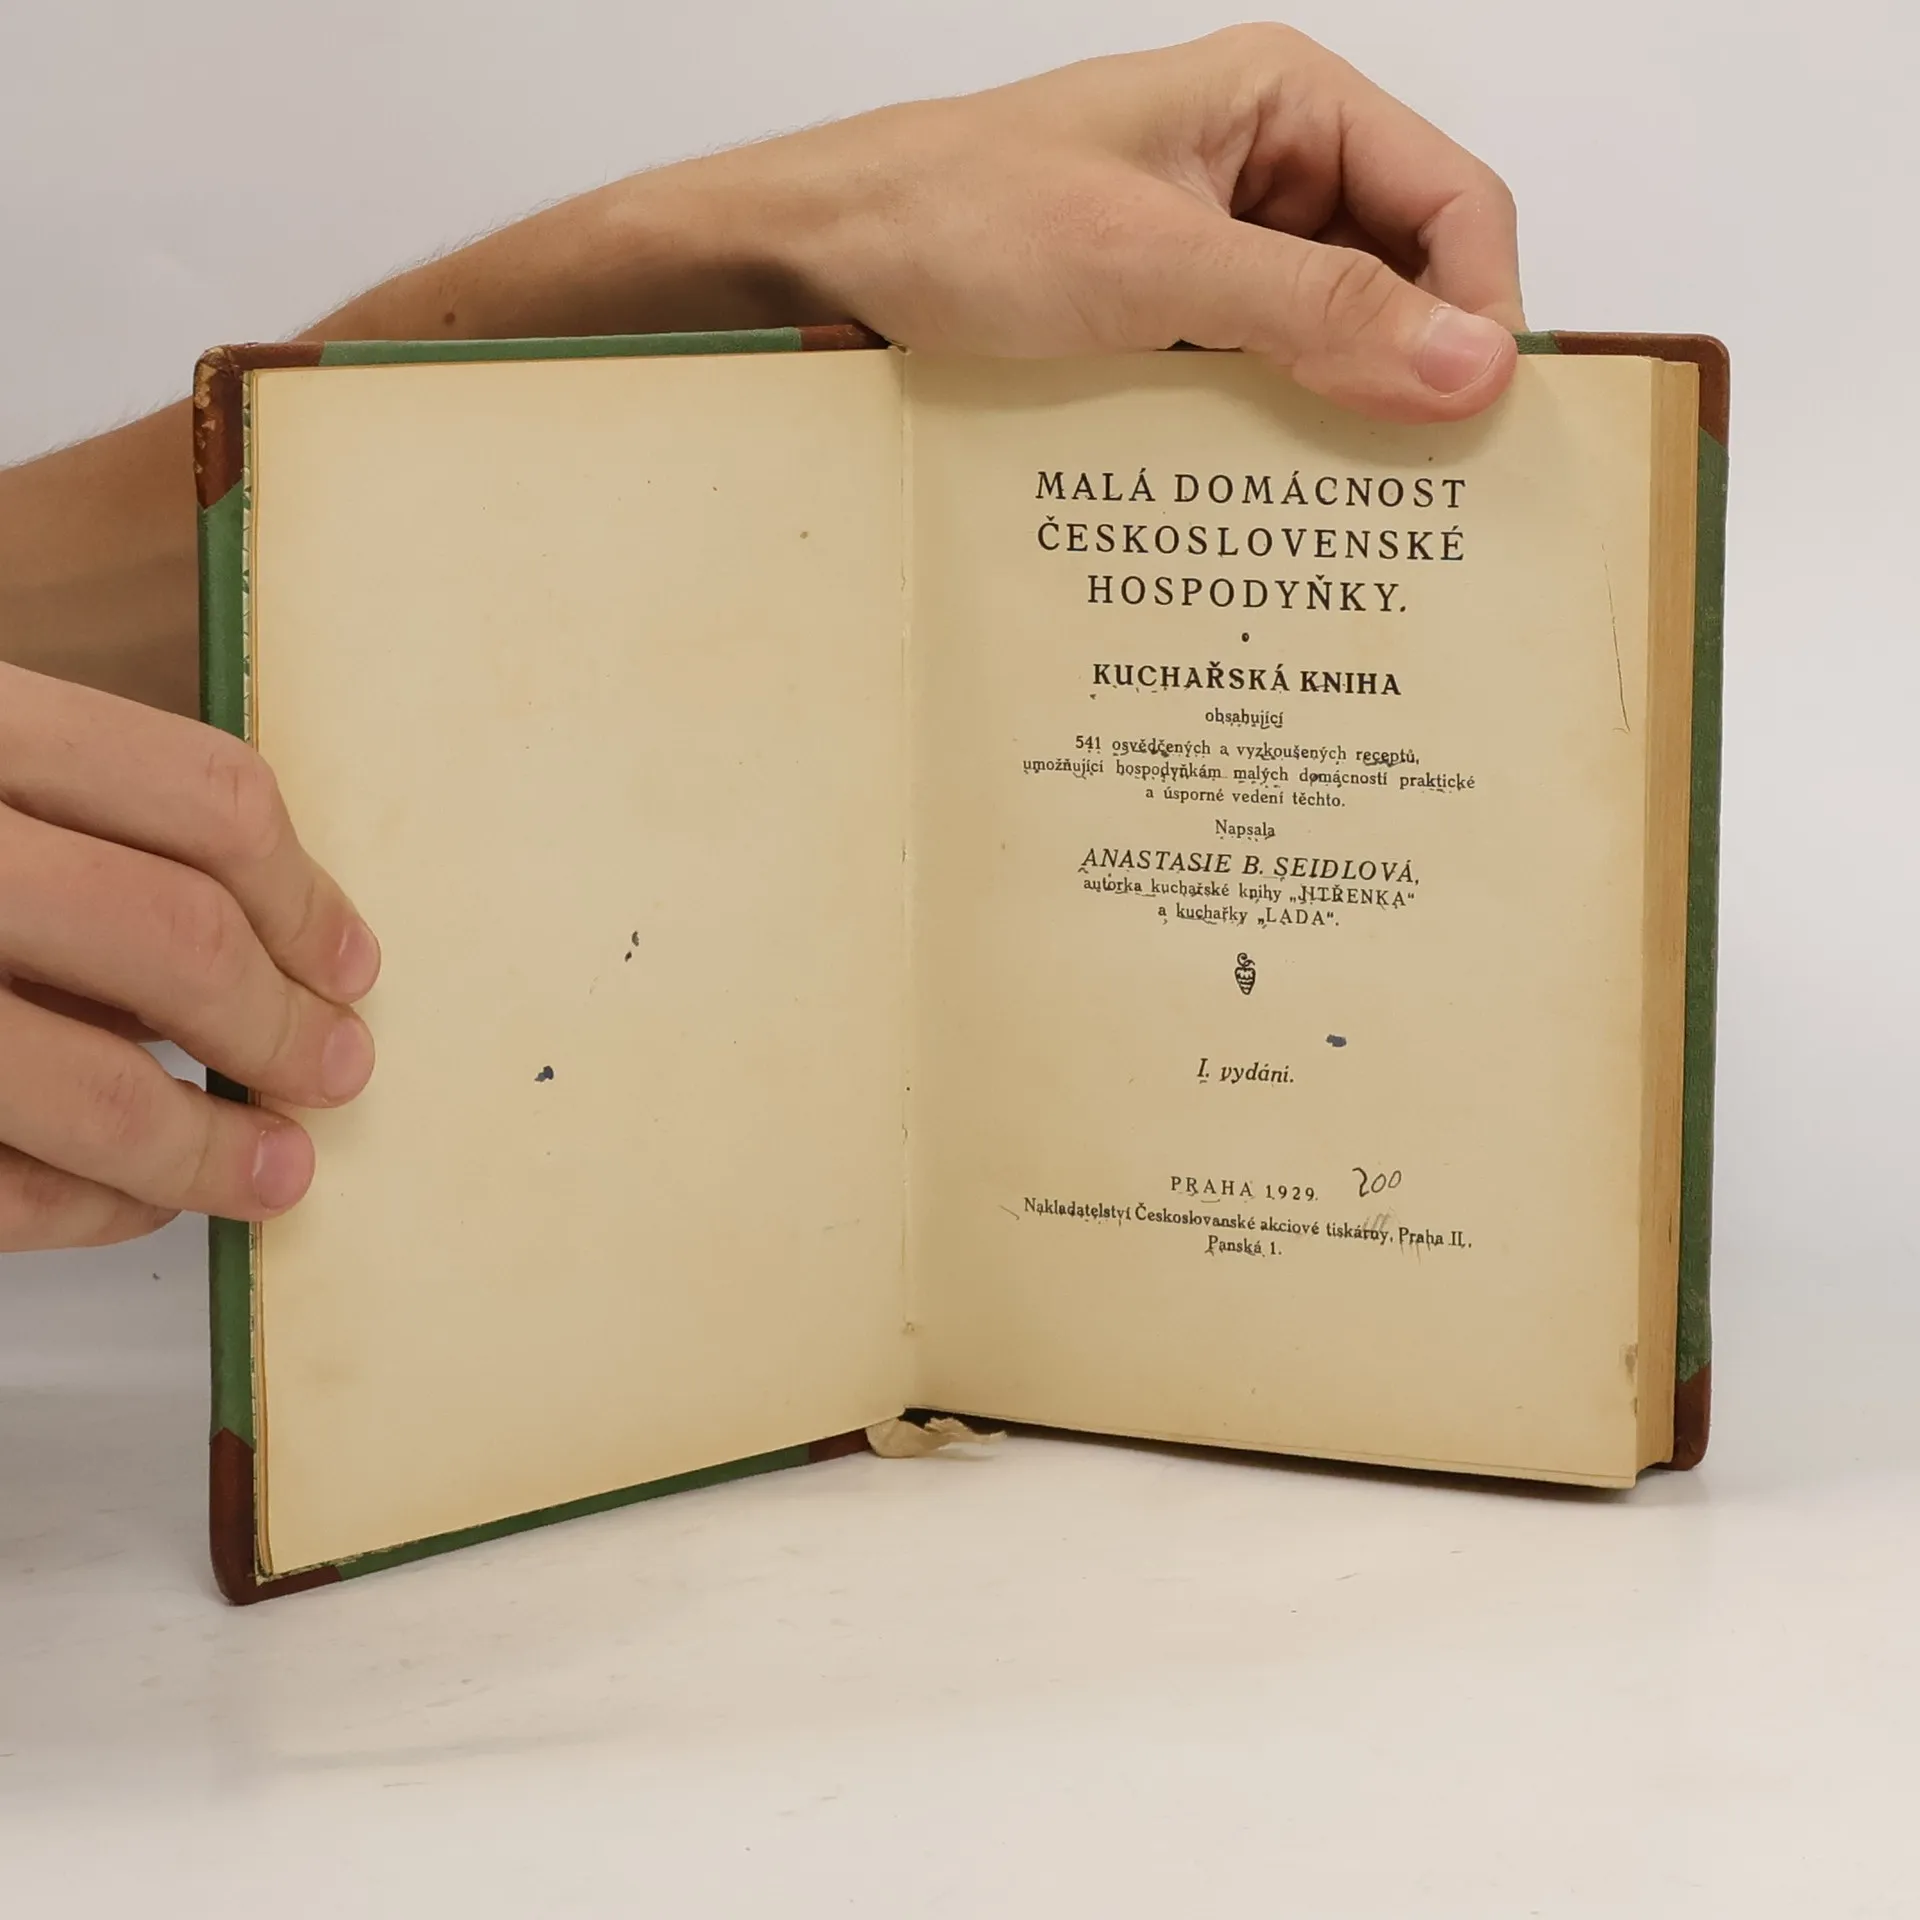 MALÁ DOMÁCNOST
ČESKOSLOVENSKÉ
HOSPODYŇKY.
KUCHAŘSKÁ KNIHA
obsahující
541 osvědčených a vyzkoušených receptů,
umožňující hospodyňkám malých domácností praktické
a úsporné vedení těchto.
Napsala
ANASTASIE B. SEIDLOVÁ,
autorka kuchařské knihy „JITŘENKA“
a kuchařky „LADA“.
I. vydání.
PRAHA 1929.
200
Nakladatelství Českoslovanské akciové tiskárny, Praha II.,
Panská 1.